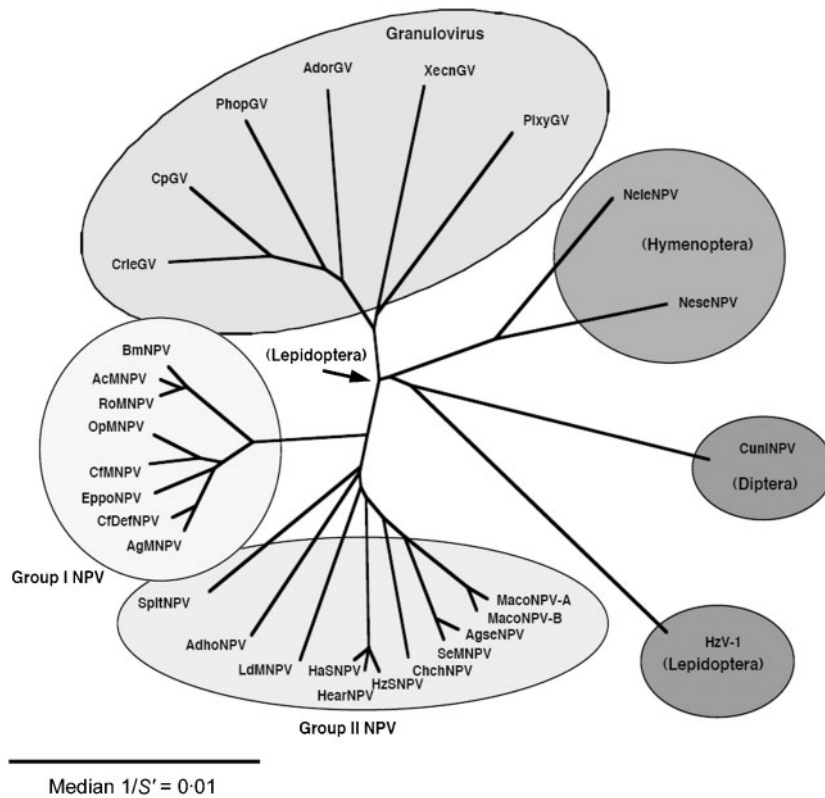 Granulovirus
AdorGV
XecnGV
PhopGV
PlxyGV
CpGV
CrleGV
NeleNPV
(Hymenoptera)
NeseNPV
(Lepidoptera)
BmNPV
AcMNPV
RoMNPV
OpMNPV
CfMNPV
EppoNPV
CfDefNPV
AgMNPV
Group I NPV
CuniNPV
(Diptera)
SpltNPV
AdhoNPV
LdMNPV
HaSNPV
HearNPV
HzSNPV
ChchNPV
SeMNPV
AgseNPV
MacoNPV-B
MacoNPV-A
Group II NPV
HzV-1
(Lepidoptera)
Median 1/S′ = 0·01